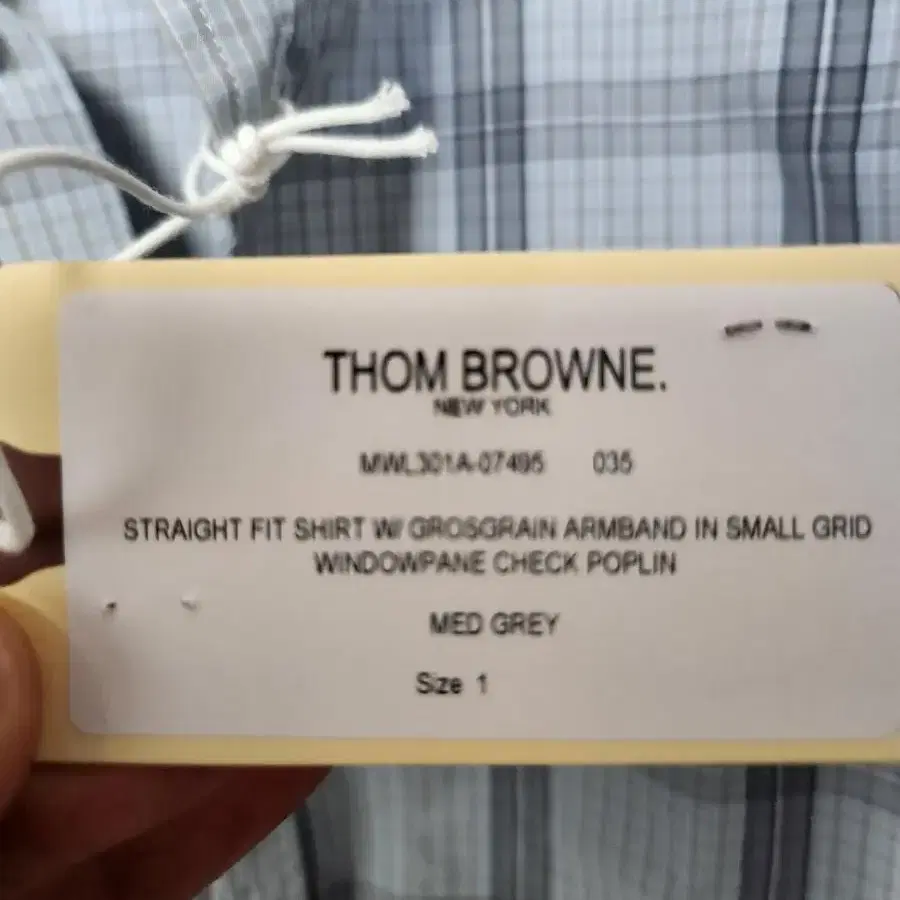 THOM BROWNE.
NEW YORK
MWL301A-07495 035
STRAIGHT FIT SHIRT W/ GROSGRAIN ARMBAND IN SMALL GRID
WINDOWPANE CHECK POPLIN
MED GREY
Size 1